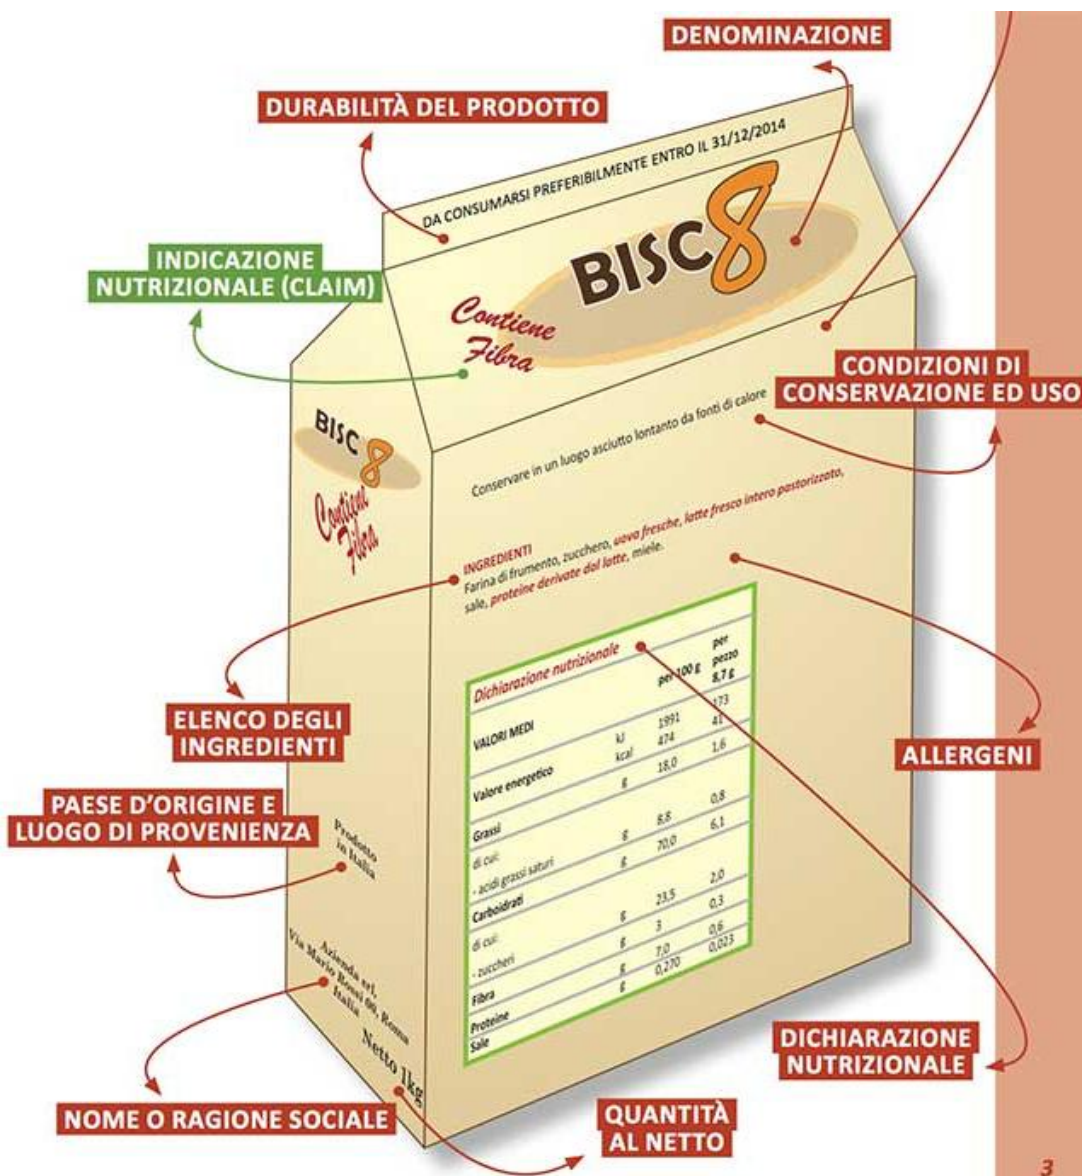 DENOMINAZIONE
DURABILITÀ DEL PRODOTTO
DA CONSUMARSI PREFERIBILMENTE ENTRO IL 31/12/2014
BISC8
INDICAZIONE
NUTRIZIONALE (CLAIM)
Contiene
Fibra
CONDIZIONI DI
CONSERVAZIONE ED USO
Conservare in un luogo asciutto lontanto da fonti di calore
BISC 8
Contiene
Fibra
INGREDIENTI
Farina di frumento, zucchero, uova fresche, latte fresco intero pastorizzato,
sale, proteine derivate dal latte, miele.
ELENCO DEGLI
INGREDIENTI
ALLERGENI
Dichiarazione nutrizionale
VALORI MEDI per 100 g per pezzo 8,7 g
Valore energetico kJ 1991 173
kcal 474 41
Grassi g 18,0 1,6
di cui:
- acidi grassi saturi g 8,8 0,8
Carboidrati g 70,0 6,1
di cui:
- zuccheri g 23,5 2,0
Fibra g 3 0,3
Proteine g 7,0 0,6
Sale g 0,270 0,023
PAESE D'ORIGINE E
LUOGO DI PROVENIENZA
Prodotto
in Italia
Azienda erl,
Via Mario Rossi 00, Roma
Italia
Netto 1kg
DICHIARAZIONE
NUTRIZIONALE
NOME O RAGIONE SOCIALE
QUANTITÀ
AL NETTO
3